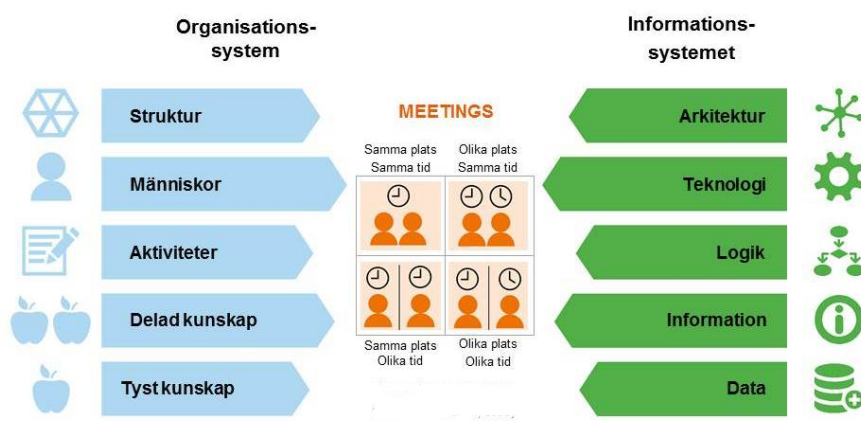 Organisations-
system
Informations-
systemet
Struktur
Människor
Aktiviteter
Delad kunskap
Tyst kunskap
MEETINGS
Samma plats
Samma tid
Olika plats
Samma tid
Samma plats
Olika tid
Olika plats
Olika tid
Arkitektur
Teknologi
Logik
Information
Data